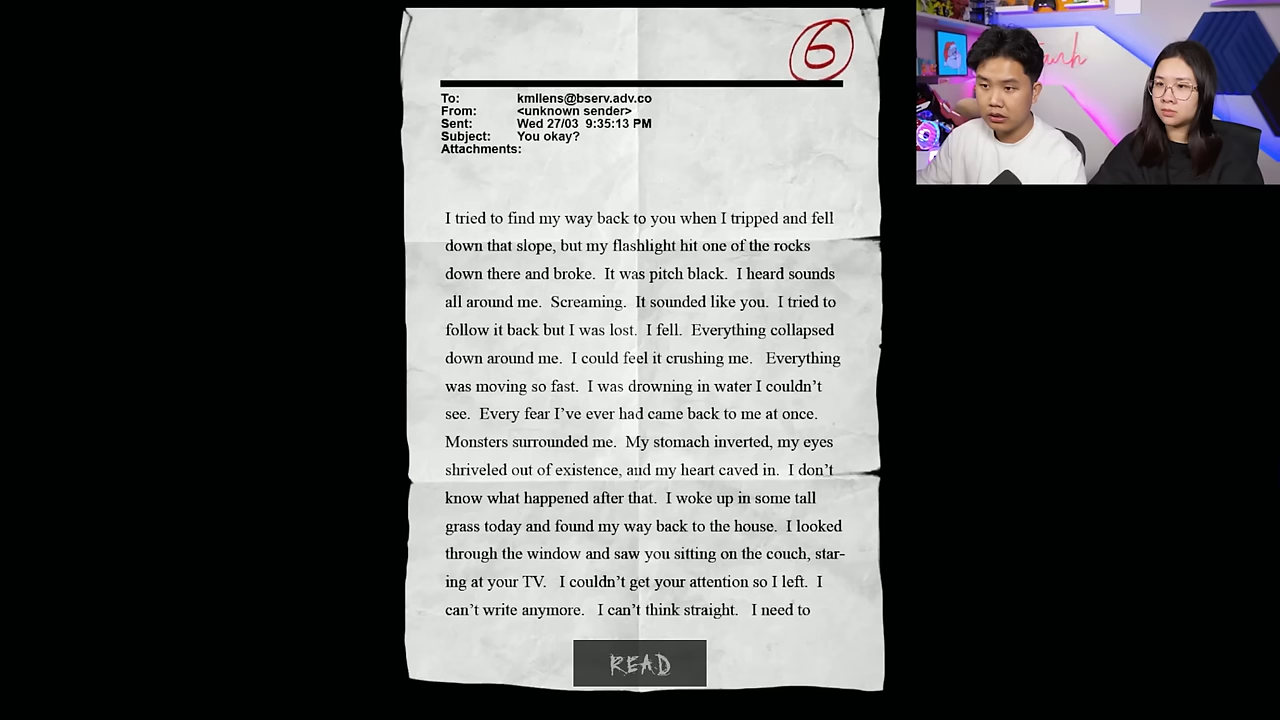 6
To: kmllens@bserv.adv.co
From: <unknown sender>
Sent: Wed 27/03 9:35:13 PM
Subject: You okay?
Attachments:
I tried to find my way back to you when I tripped and fell
down that slope, but my flashlight hit one of the rocks
down there and broke. It was pitch black. I heard sounds
all around me. Screaming. It sounded like you. I tried to
follow it back but I was lost. I fell. Everything collapsed
down around me. I could feel it crushing me. Everything
was moving so fast. I was drowning in water I couldn't
see. Every fear I've ever had came back to me at once.
Monsters surrounded me. My stomach inverted, my eyes
shriveled out of existence, and my heart caved in. I don't
know what happened after that. I woke up in some tall
grass today and found my way back to the house. I looked
through the window and saw you sitting on the couch, star-
ing at your TV. I couldn't get your attention so I left. I
can't write anymore. I can't think straight. I need to
READ